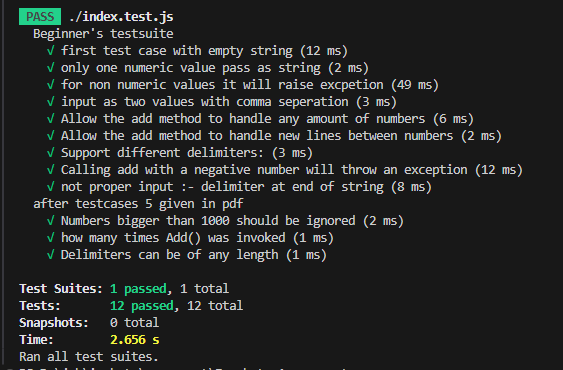 PASS ./index.test.js
Beginner's testsuite
√ first test case with empty string (12 ms)
√ only one numeric value pass as string (2 ms)
√ for non numeric values it will raise excpetion (49 ms)
√ input as two values with comma seperation (3 ms)
√ Allow the add method to handle any amount of numbers (6 ms)
√ Allow the add method to handle new lines between numbers (2 ms)
√ Support different delimiters: (3 ms)
√ Calling add with a negative number will throw an exception (12 ms)
√ not proper input :- delimiter at end of string (8 ms)
after testcases 5 given in pdf
√ Numbers bigger than 1000 should be ignored (2 ms)
√ how many times Add() was invoked (1 ms)
√ Delimiters can be of any length (1 ms)
Test Suites: 1 passed, 1 total
Tests: 12 passed, 12 total
Snapshots: 0 total
Time: 2.656 s
Ran all test suites.